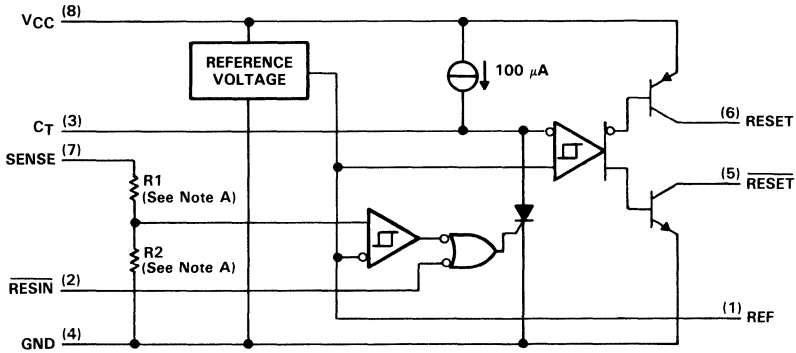 VCC (8)
REFERENCE
VOLTAGE
100 μA
CT (3)
(6) RESET
SENSE (7)
R1
(See Note A)
(5) RESET
R2
(See Note A)
RESIN (2)
(1) REF
GND (4)